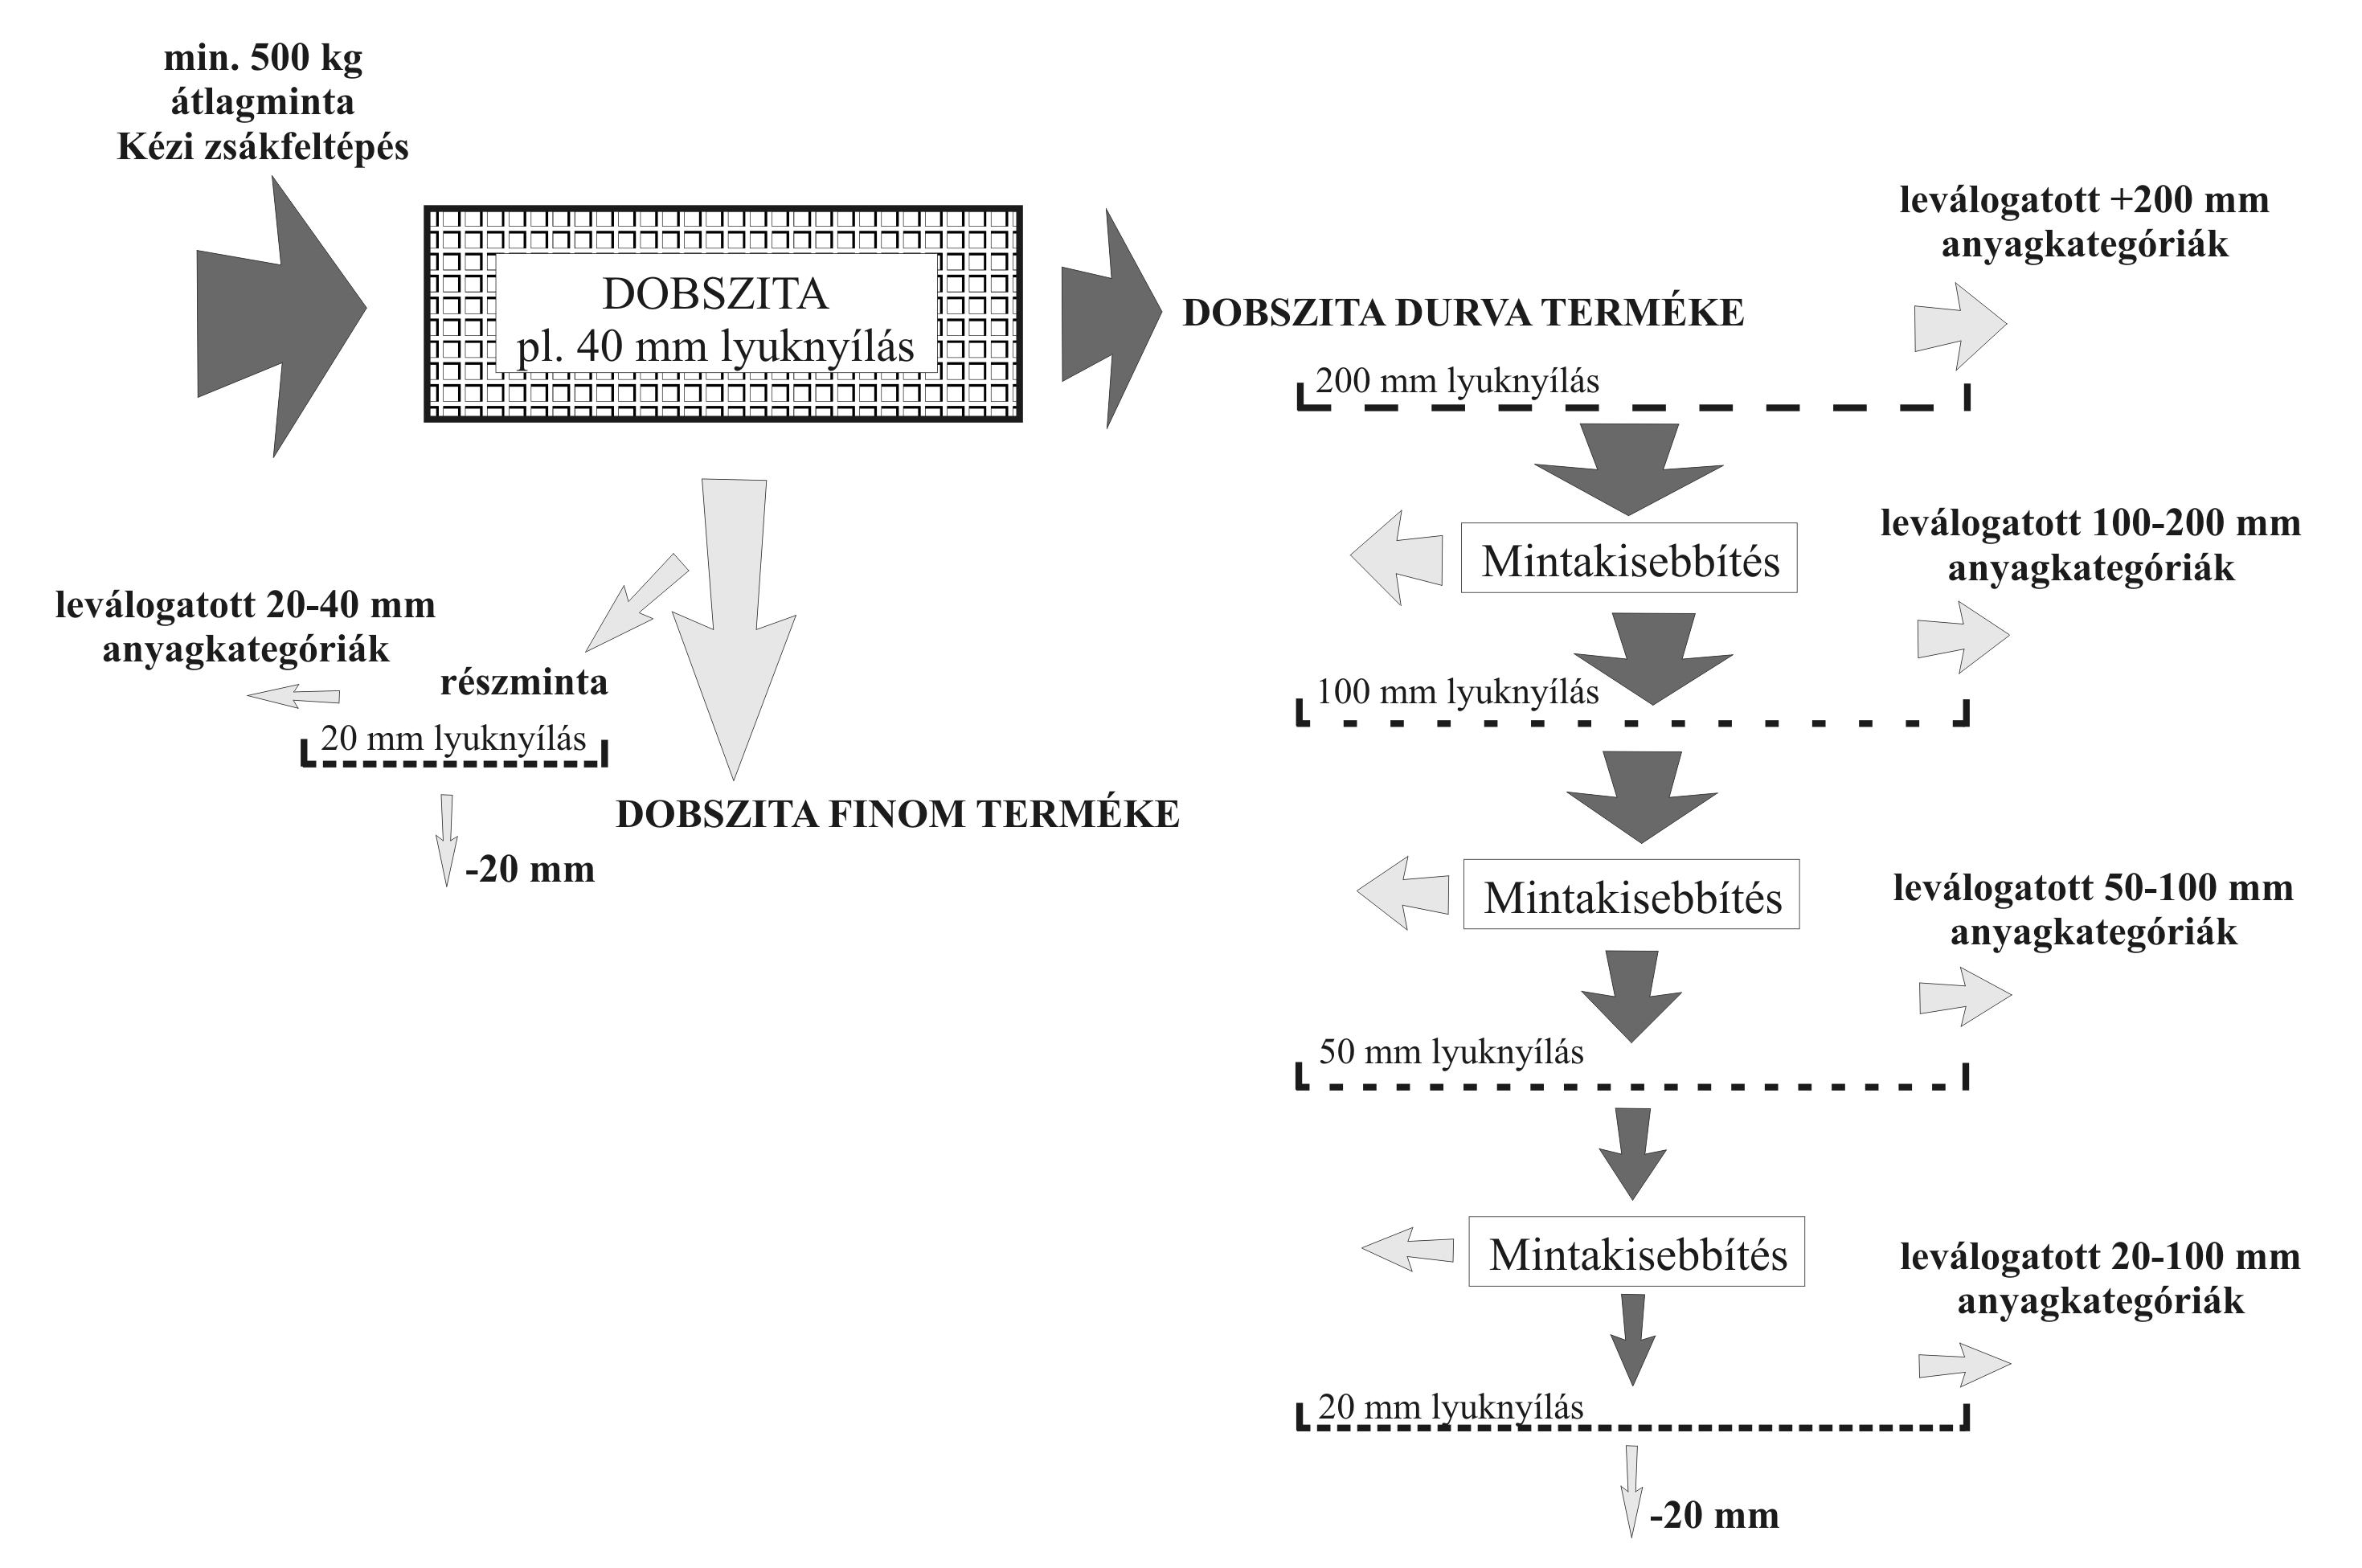 min. 500 kg
átlagminta
Kézi zsákfeltépés
DOBSZITA
pl. 40 mm lyuknyílás
leválogatott 20-40 mm
anyagkategóriák
részminta
20 mm lyuknyílás
-20 mm
DOBSZITA FINOM TERMÉKE
DOBSZITA DURVA TERMÉKE
leválogatott +200 mm
anyagkategóriák
200 mm lyuknyílás
Mintakisebbítés
leválogatott 100-200 mm
anyagkategóriák
100 mm lyuknyílás
Mintakisebbítés
leválogatott 50-100 mm
anyagkategóriák
50 mm lyuknyílás
Mintakisebbítés
leválogatott 20-100 mm
anyagkategóriák
20 mm lyuknyílás
-20 mm